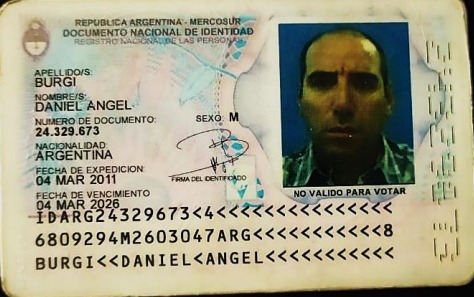 REPUBLICA ARGENTINA - MERCOSUR
DOCUMENTO NACIONAL DE IDENTIDAD
REGISTRO NACIONAL DE LAS PERSONAS
APELLIDO/S:
BURGI
NOMBRE/S:
DANIEL ANGEL
NUMERO DE DOCUMENTO: SEXO M
24.329.673
NACIONALIDAD:
ARGENTINA
FECHA DE EXPEDICION:
04 MAR 2011
FIRMA DEL IDENTIFICADO
FECHA DE VENCIMIENTO
04 MAR 2026
NO VALIDO PARA VOTAR
IDARG24329673<4<<<<<<<<<<<<<<<
6809294M2603047ARG<<<<<<<<<<<8
BURGI<<DANIEL<ANGEL<<<<<<<<<<<